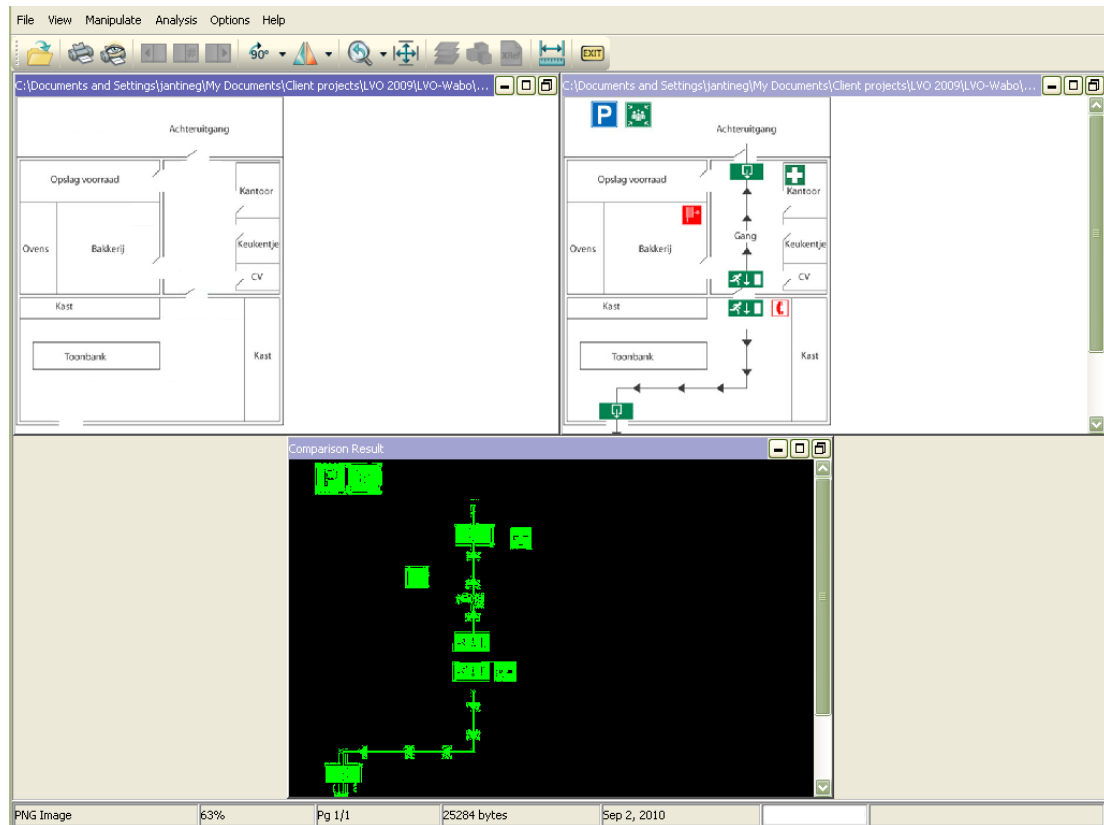 File View Manipulate Analysis Options Help
90°
EXIT
C:\Documents and Settings\jantineg\My Documents\Client projects\LVO 2009\LVO-Wabo\,...
Achteruitgang
Opslag voorraad
Kantoor
Ovens
Bakkerij
Keukentje
CV
Kast
Toonbank
Kast
C:\Documents and Settings\jantineg\My Documents\Client projects\LVO 2009\LVO-Wabo\,...
P
Achteruitgang
Opslag voorraad
Kantoor
Gang
Ovens
Bakkerij
Keukentje
CV
Kast
Toonbank
Kast
Comparison Result
P
PNG Image 63% Pg 1/1 25284 bytes Sep 2, 2010